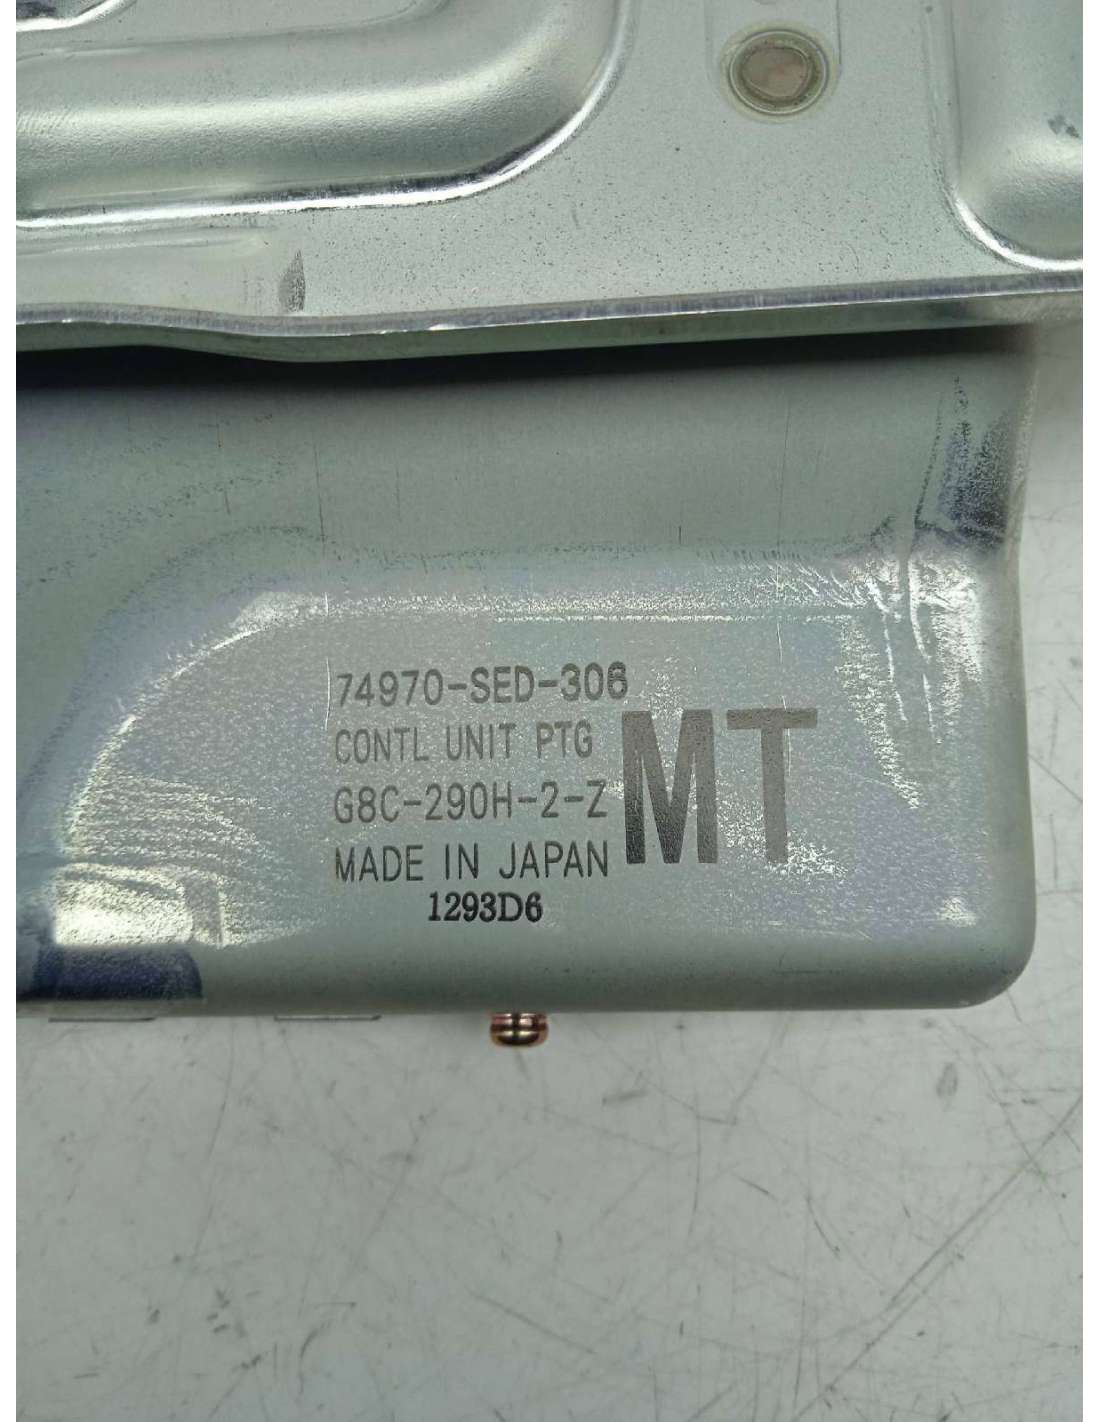 74970-SED-306
CONTL UNIT PTG
G8C-290H-2-Z
MT
MADE IN JAPAN
1293D6